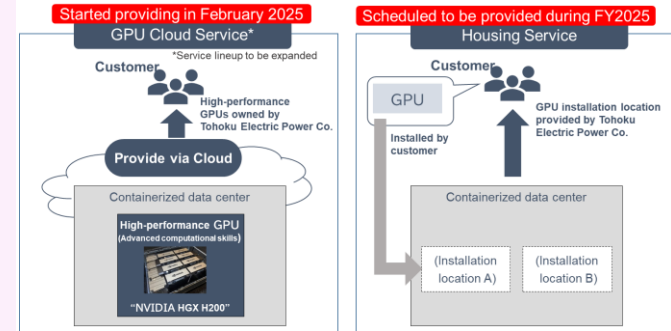 Started providing in February 2025
GPU Cloud Service*
*Service lineup to be expanded
Customer
High-performance
GPUs owned by
Tohoku Electric Power Co.
Provide via Cloud
Containerized data center
High-performance GPU
(Advanced computational skills)
“NVIDIA HGX H200”
Scheduled to be provided during FY2025
Housing Service
Customer
GPU
Installed by
customer
GPU installation location
provided by Tohoku
Electric Power Co.
Containerized data center
(Installation
location A)
(Installation
location B)